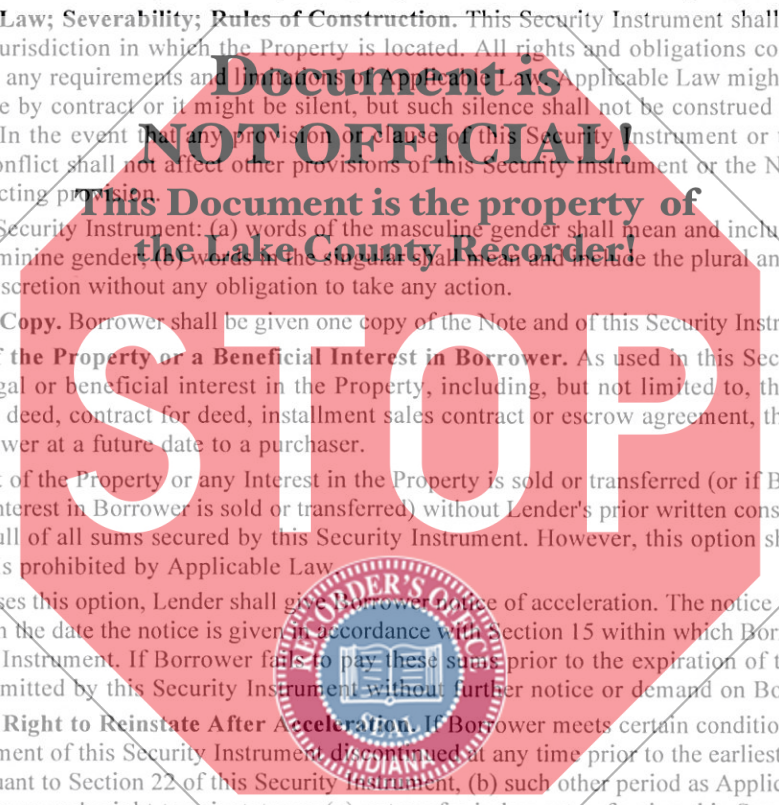 Law; Severability; Rules of Construction. This Security Instrument shall
urisdiction in which the Property is located. All rights and obligations co
any requirements and limitations of Applicable Law. Applicable Law migh
e by contract or it might be silent, but such silence shall not be construed
In the event that any provision or clause of this Security Instrument or
onflict shall not affect other provisions of this Security Instrument or the N
cting provision.
Document is
NOT OFFICIAL!
This Document is the property of
the Lake County Recorder!
Security Instrument: (a) words of the masculine gender shall mean and inclu
minine gender; (b) words in the singular shall mean and include the plural an
scretion without any obligation to take any action.
Copy. Borrower shall be given one copy of the Note and of this Security Instr
f the Property or a Beneficial Interest in Borrower. As used in this Sec
gal or beneficial interest in the Property, including, but not limited to, th
deed, contract for deed, installment sales contract or escrow agreement, th
wer at a future date to a purchaser.
STOP
t of the Property or any Interest in the Property is sold or transferred (or if B
nterest in Borrower is sold or transferred) without Lender's prior written cons
ull of all sums secured by this Security Instrument. However, this option sh
s prohibited by Applicable Law.
ses this option, Lender shall give Borrower notice of acceleration. The notice
n the date the notice is given in accordance with Section 15 within which Bor
Instrument. If Borrower fails to pay these sums prior to the expiration of t
mitted by this Security Instrument without further notice or demand on Bo
RECORDER'S OFFICE
SEAL
INDIANA
Right to Reinstate After Acceleration. If Borrower meets certain conditio
ment of this Security Instrument discontinued at any time prior to the earliest
uant to Section 22 of this Security Instrument, (b) such other period as Applic